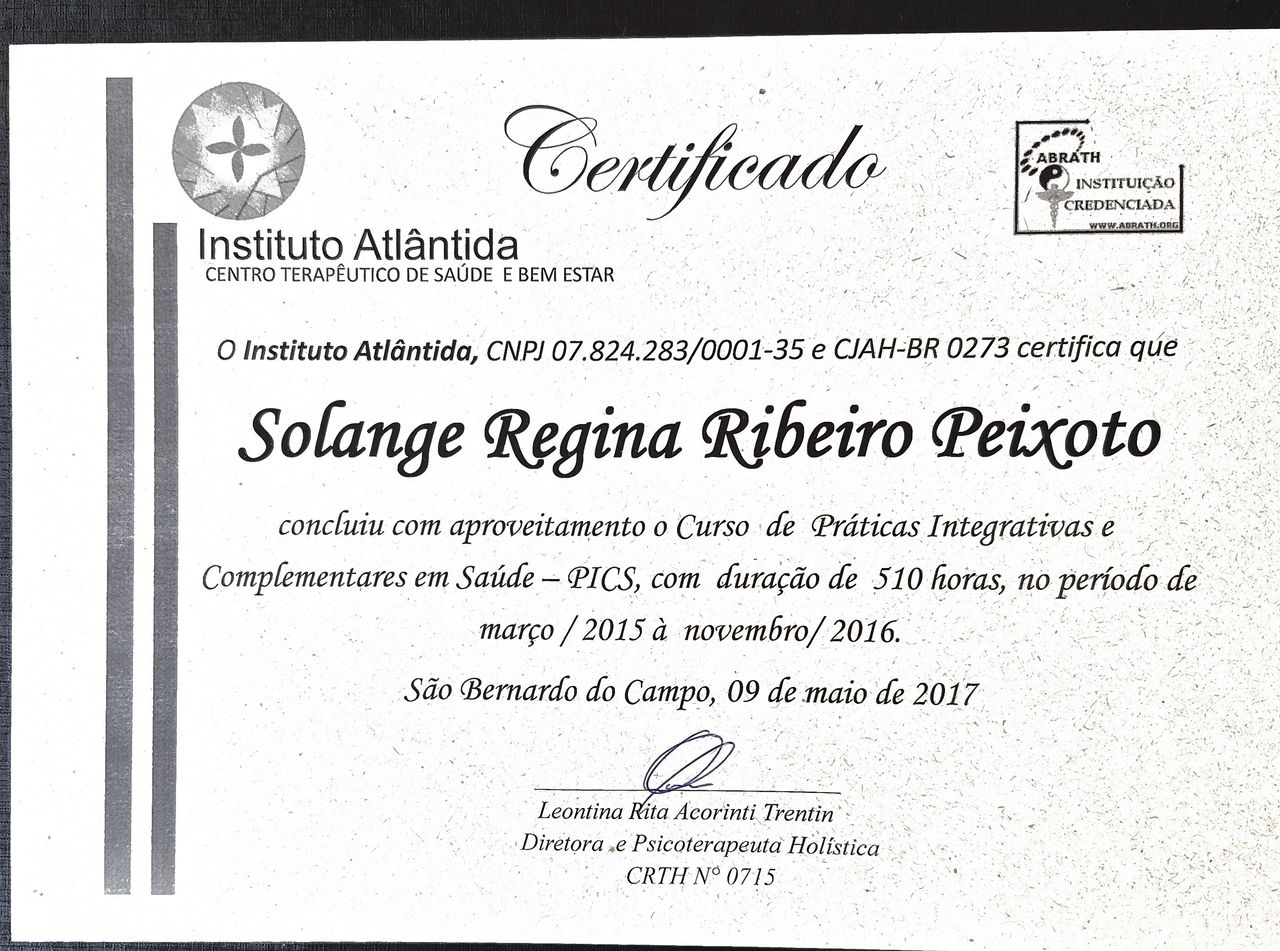 Certificado
ABRATH
INSTITUIÇÃO
CREDENCIADA
WWW.ABRATH.ORG
Instituto Atlântida
CENTRO TERAPÊUTICO DE SAÚDE E BEM ESTAR
O Instituto Atlântida, CNPJ 07.824.283/0001-35 e CJAH-BR 0273 certifica que
Solange Regina Ribeiro Peixoto
concluiu com aproveitamento o Curso de Práticas Integrativas e
Complementares em Saúde – PICS, com duração de 510 horas, no período de
março / 2015 à novembro/ 2016.
São Bernardo do Campo, 09 de maio de 2017
Leontina Rita Acorinti Trentin
Diretora e Psicoterapeuta Holística
CRTH N° 0715